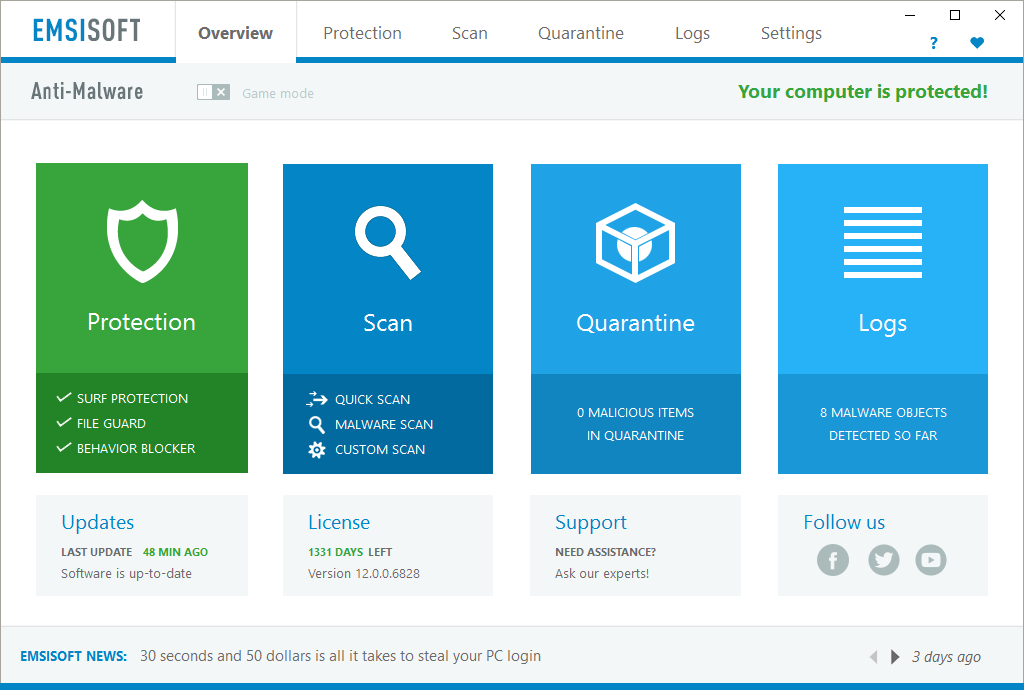 EMSISOFT
Overview
Protection
Scan
Quarantine
Logs
Settings
?
Anti-Malware
Game mode
Your computer is protected!
Protection
SURF PROTECTION
FILE GUARD
BEHAVIOR BLOCKER
Scan
QUICK SCAN
MALWARE SCAN
CUSTOM SCAN
Quarantine
0 MALICIOUS ITEMS
IN QUARANTINE
Logs
8 MALWARE OBJECTS
DETECTED SO FAR
Updates
LAST UPDATE 48 MIN AGO
Software is up-to-date
License
1331 DAYS LEFT
Version 12.0.0.6828
Support
NEED ASSISTANCE?
Ask our experts!
Follow us
EMSISOFT NEWS: 30 seconds and 50 dollars is all it takes to steal your PC login
3 days ago